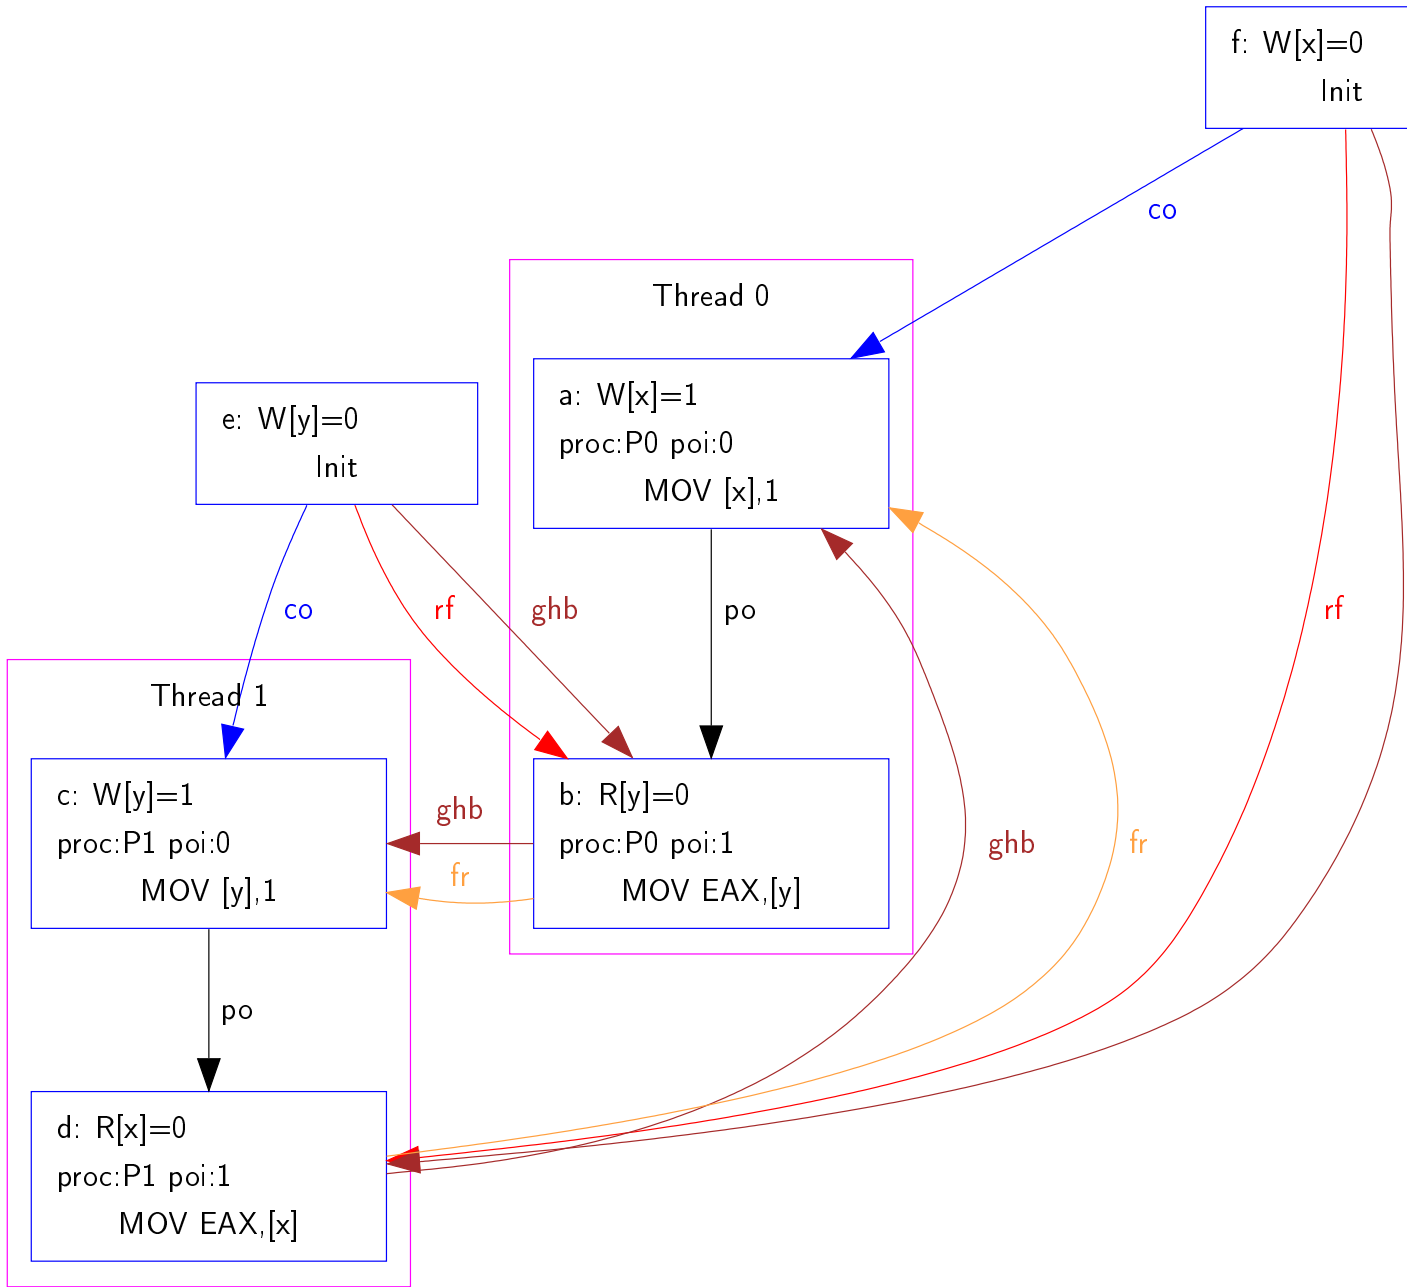 f: W[x]=0
Init
co
Thread 0
a: W[x]=1
proc:P0 poi:0
MOV [x],1
e: W[y]=0
Init
co
rf
ghb
po
rf
Thread 1
c: W[y]=1
proc:P1 poi:0
MOV [y],1
ghb
fr
b: R[y]=0
proc:P0 poi:1
MOV EAX,[y]
ghb
fr
po
d: R[x]=0
proc:P1 poi:1
MOV EAX,[x]